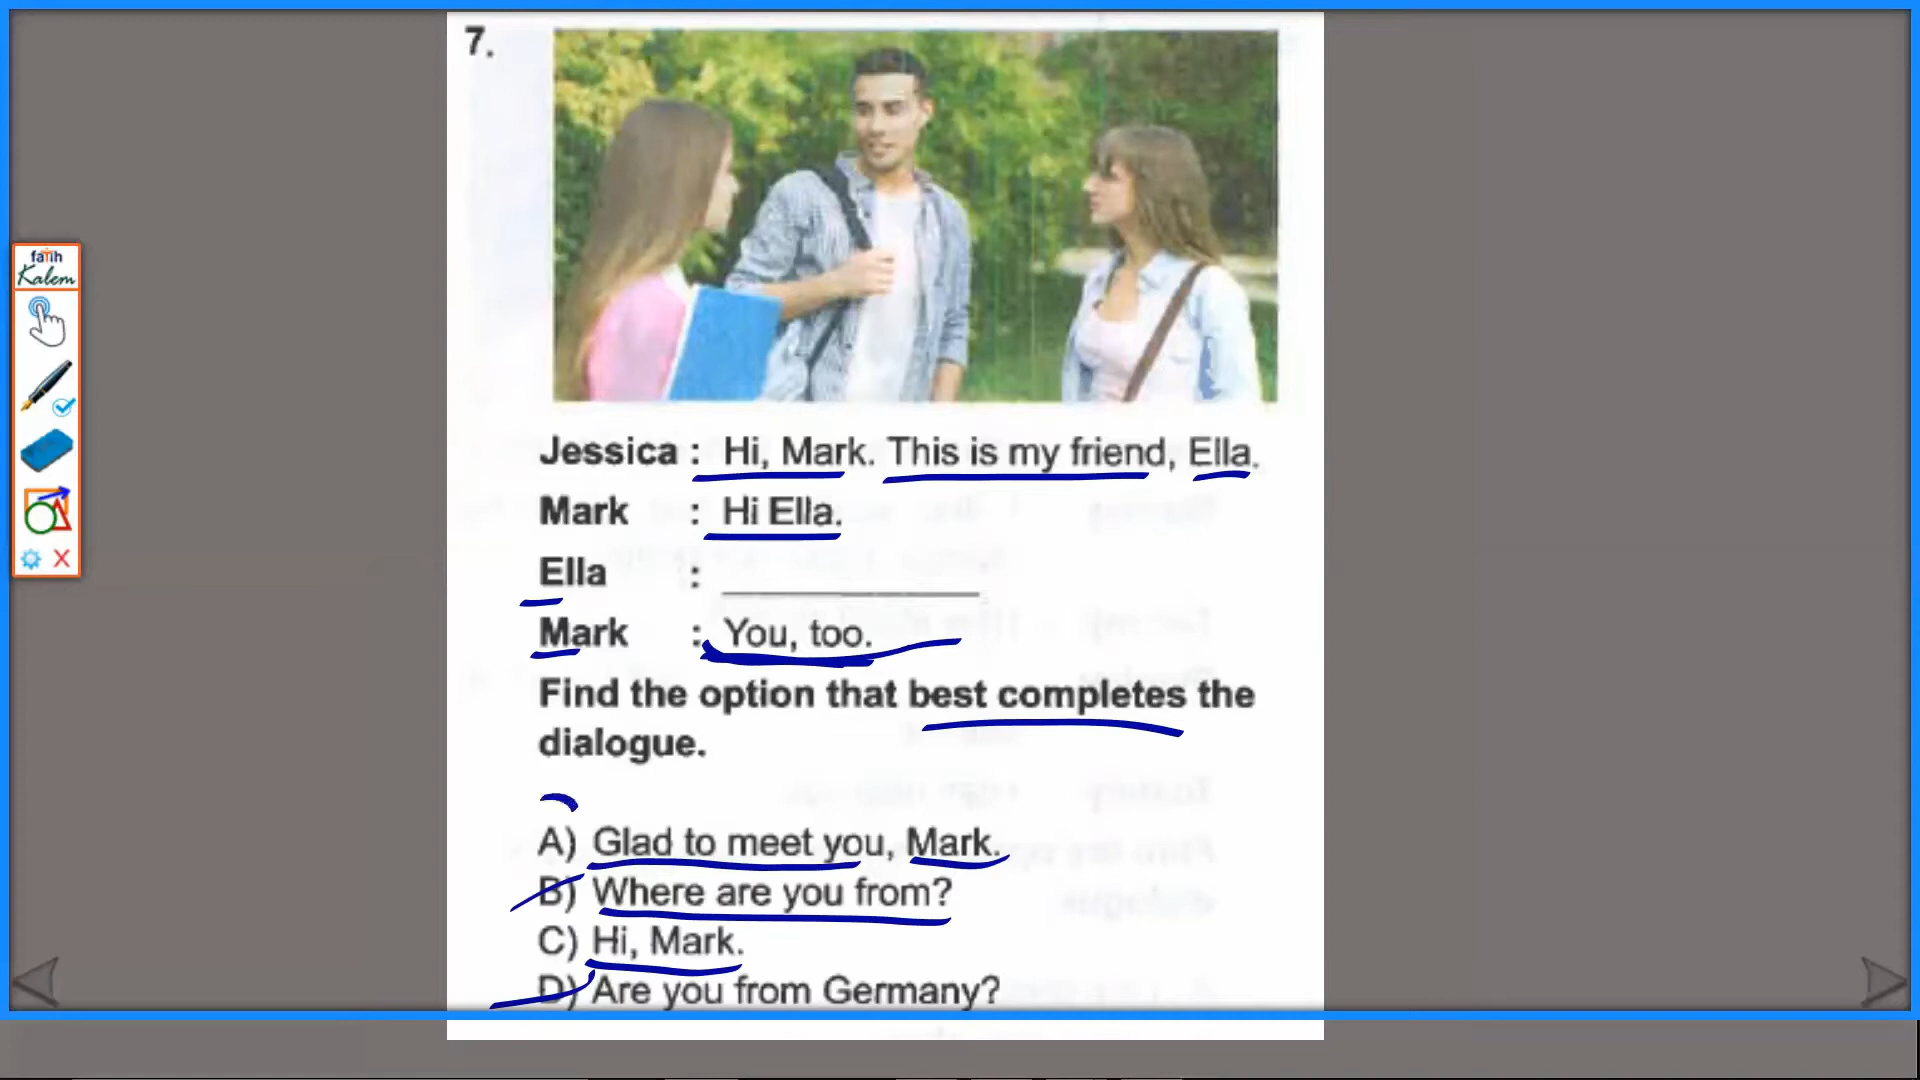 7.
fatih
Kalem
Jessica : Hi, Mark. This is my friend, Ella.
Mark : Hi Ella.
Ella : _______________
Mark : You, too.
Find the option that best completes the
dialogue.
A) Glad to meet you, Mark.
B) Where are you from?
C) Hi, Mark.
D) Are you from Germany?